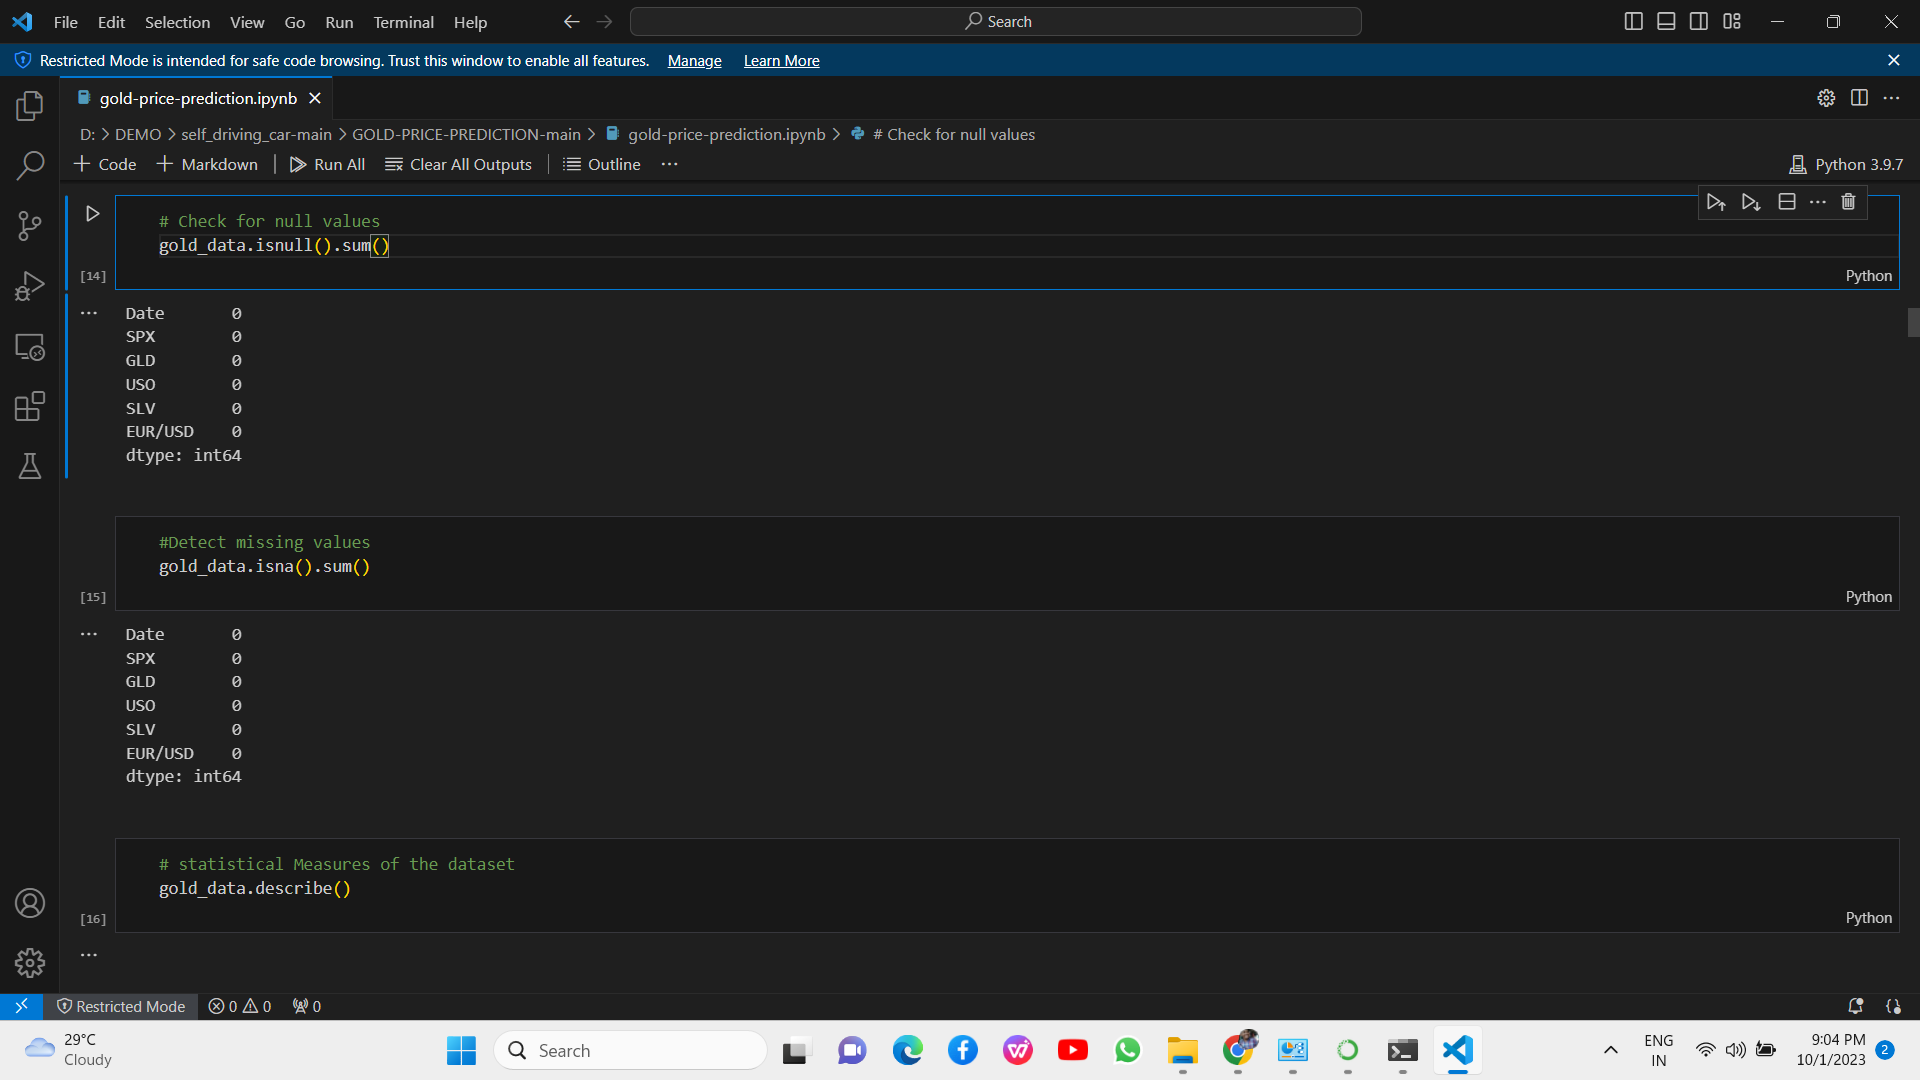 File Edit Selection View Go Run Terminal Help Search
Restricted Mode is intended for safe code browsing. Trust this window to enable all features. Manage Learn More
gold-price-prediction.ipynb
D: > DEMO > self_driving_car-main > GOLD-PRICE-PREDICTION-main > gold-price-prediction.ipynb > # Check for null values
+ Code + Markdown | Run All Clear All Outputs | Outline ... Python 3.9.7
# Check for null values
gold_data.isnull().sum()
[14] Python
... Date 0
SPX 0
GLD 0
USO 0
SLV 0
EUR/USD 0
dtype: int64
#Detect missing values
gold_data.isna().sum()
[15] Python
... Date 0
SPX 0
GLD 0
USO 0
SLV 0
EUR/USD 0
dtype: int64
# statistical Measures of the dataset
gold_data.describe()
[16] Python
...
Restricted Mode 0 0 0
29°C
Cloudy
Search
ENG
IN
9:04 PM
10/1/2023
2